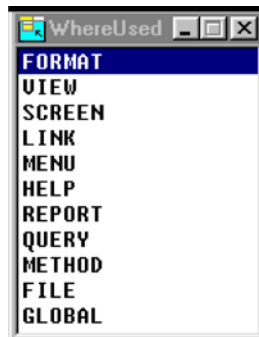 WhereUsed
FORMAT
VIEW
SCREEN
LINK
MENU
HELP
REPORT
QUERY
METHOD
FILE
GLOBAL